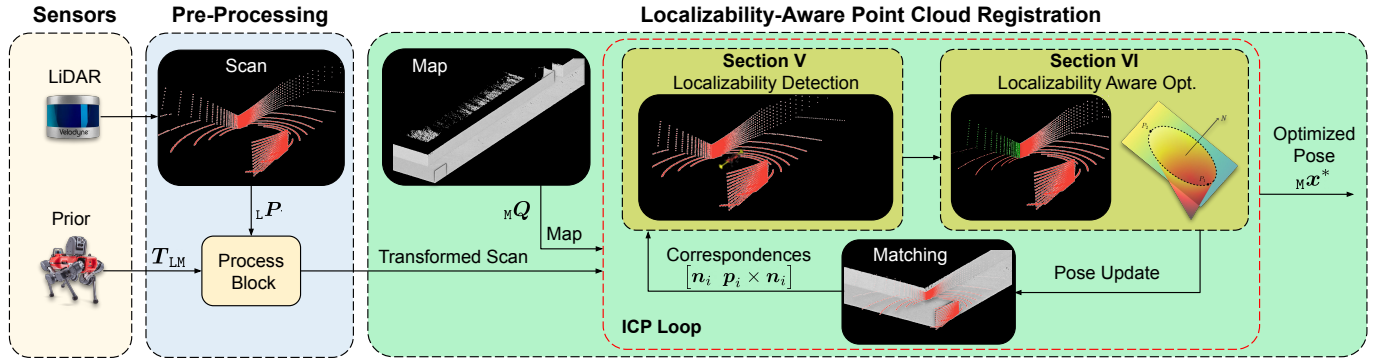 Sensors
Pre-Processing
Localizability-Aware Point Cloud Registration
LiDAR
Velodyne
Prior
Scan
ₗP
T_LM
Process
Block
Map
ₘQ
Map
Transformed Scan
Section V
Localizability Detection
Section VI
Localizability Aware Opt.
N
Correspondences
[nᵢ pᵢ × nᵢ]
Matching
Pose Update
ICP Loop
Optimized
Pose
ₘx*